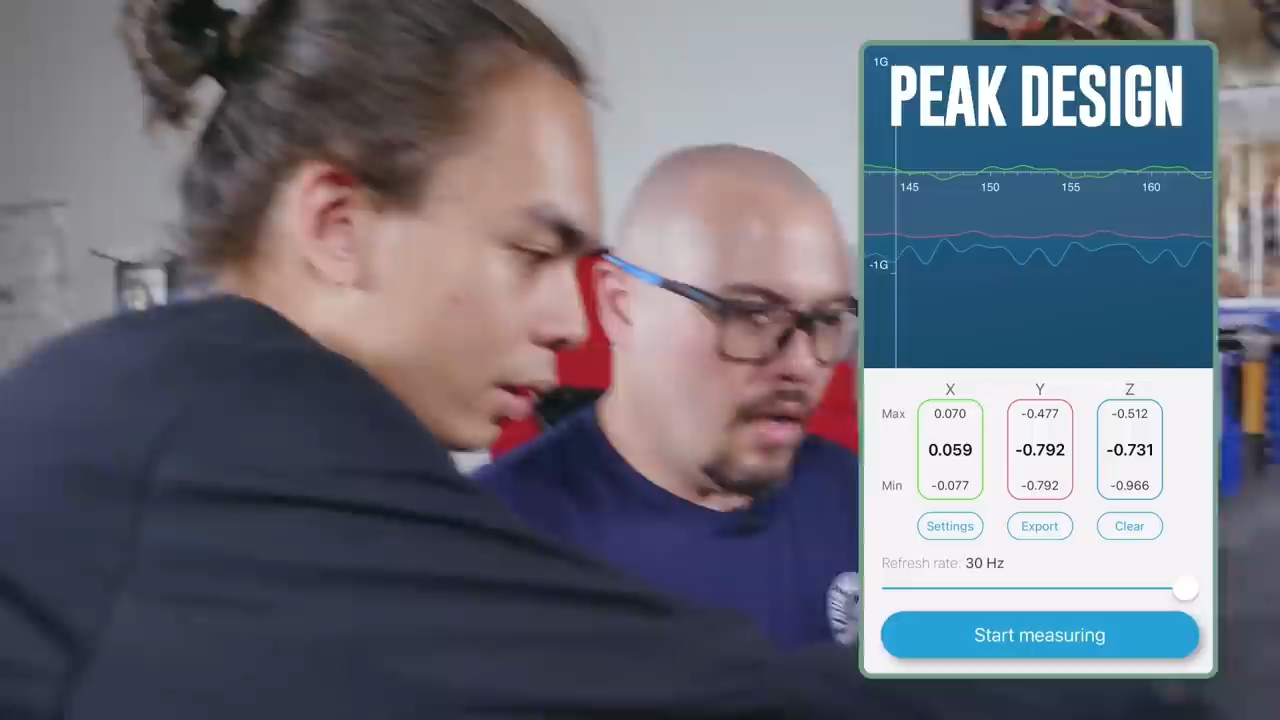 PEAK DESIGN
1G
145 150 155 160
-1G
X Y Z
Max 0.070 -0.477 -0.512
0.059 -0.792 -0.731
Min -0.077 -0.792 -0.966
Settings Export Clear
Refresh rate: 30 Hz
Start measuring